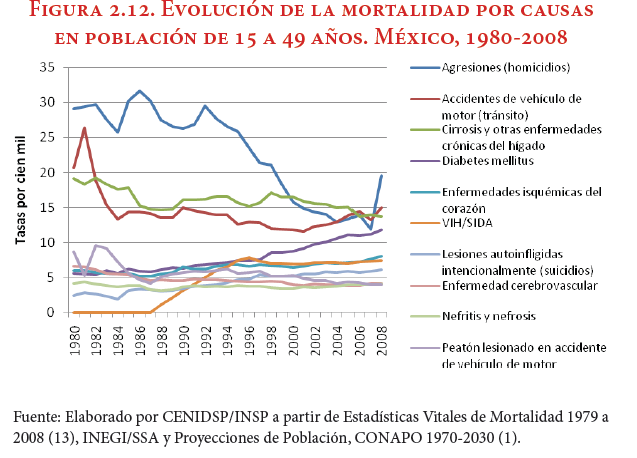 Figura 2.12. Evolución de la mortalidad por causas
en población de 15 a 49 años. México, 1980-2008
35
30
25
20
15
10
5
0
Tasas por cien mil
1980
1982
1984
1986
1988
1990
1992
1994
1996
1998
2000
2002
2004
2006
2008
Agresiones (homicidios)
Accidentes de vehículo de
motor (tránsito)
Cirrosis y otras enfermedades
crónicas del hígado
Diabetes mellitus
Enfermedades isquémicas del
corazón
VIH/SIDA
Lesiones autoinfligidas
intencionalmente (suicidios)
Enfermedad cerebrovascular
Nefritis y nefrosis
Peatón lesionado en accidente
de vehículo de motor
Fuente: Elaborado por CENIDSP/INSP a partir de Estadísticas Vitales de Mortalidad 1979 a
2008 (13), INEGI/SSA y Proyecciones de Población, CONAPO 1970-2030 (1).